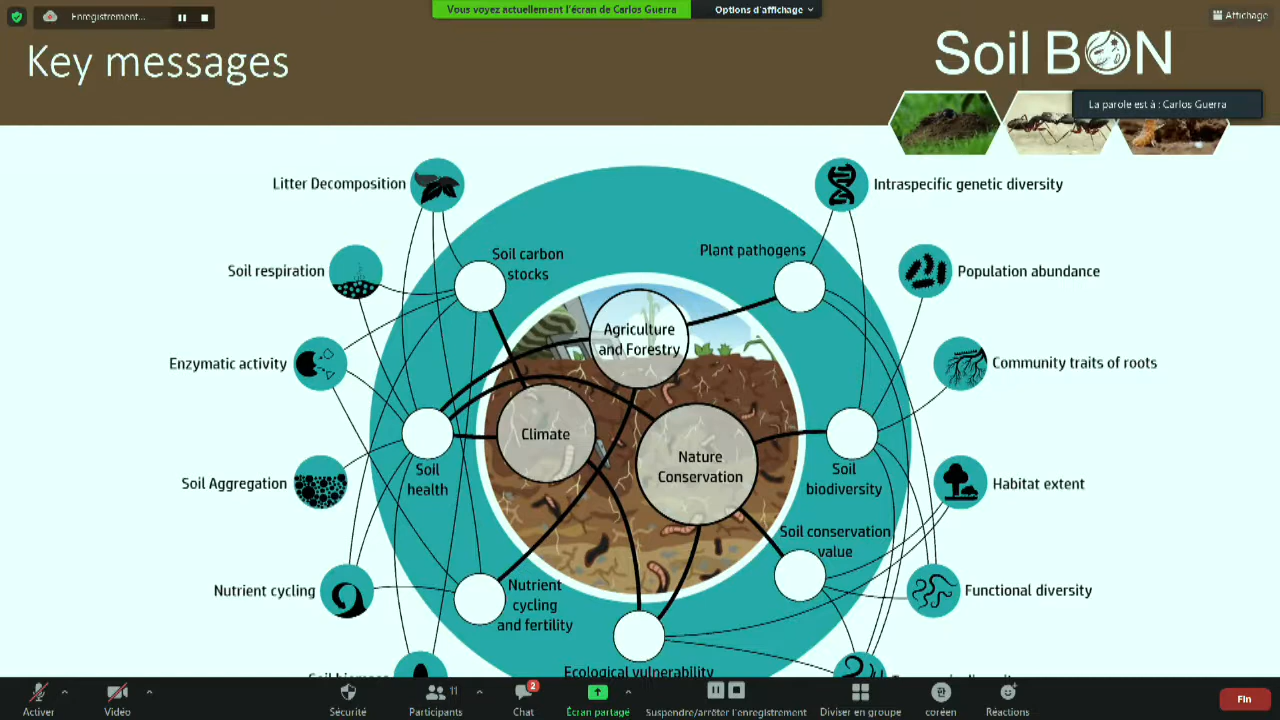 Enregistrement...
Vous voyez actuellement l'écran de Carlos Guerra
Options d'affichage
Affichage
Key messages
Soil BON
La parole est à : Carlos Guerra
Litter Decomposition
Intraspecific genetic diversity
Soil carbon
stocks
Plant pathogens
Soil respiration
Population abundance
Agriculture
and Forestry
Enzymatic activity
Community traits of roots
Climate
Nature
Conservation
Soil
health
Soil
biodiversity
Soil Aggregation
Habitat extent
Soil conservation
value
Nutrient cycling
Nutrient
cycling
and fertility
Functional diversity
Ecological vulnerability
Activer
Vidéo
Sécurité
11
Participants
2
Chat
Écran partagé
Suspendre/arrêter l'enregistrement
Diviser en groupe
coréen
Réactions
Fin